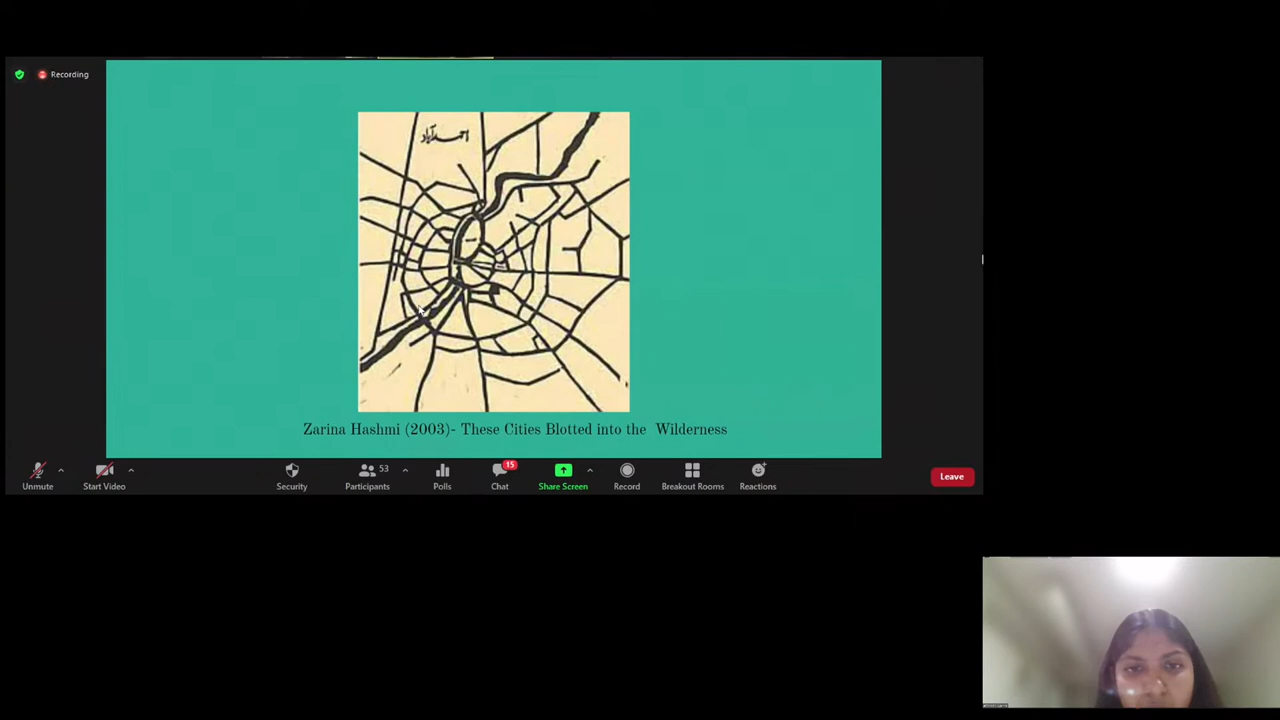 Recording
احمدآباد
Zarina Hashmi (2003)- These Cities Blotted into the Wilderness
53
15
Unmute
Start Video
Security
Participants
Polls
Chat
Share Screen
Record
Breakout Rooms
Reactions
Leave